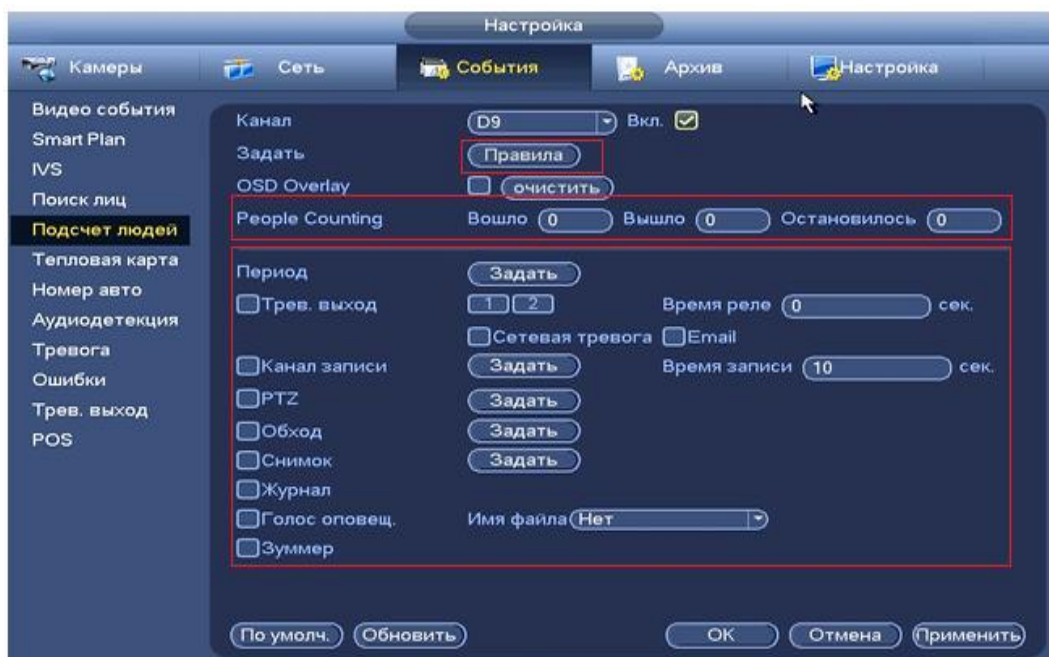 Настройка
Камеры Сеть События Архив Настройка
Видео события
Smart Plan
IVS
Поиск лиц
Подсчет людей
Тепловая карта
Номер авто
Аудиодетекция
Тревога
Ошибки
Трев. выход
POS
Канал D9 Вкл.
Задать Правила
OSD Overlay очистить
People Counting Вошло 0 Вышло 0 Остановилось 0
Период Задать
Трев. выход 1 2 Время реле 0 сек.
Сетевая тревога Email
Канал записи Задать Время записи 10 сек.
PTZ Задать
Обход Задать
Снимок Задать
Журнал
Голос оповещ. Имя файла Нет
Зуммер
По умолч. Обновить OK Отмена Применить